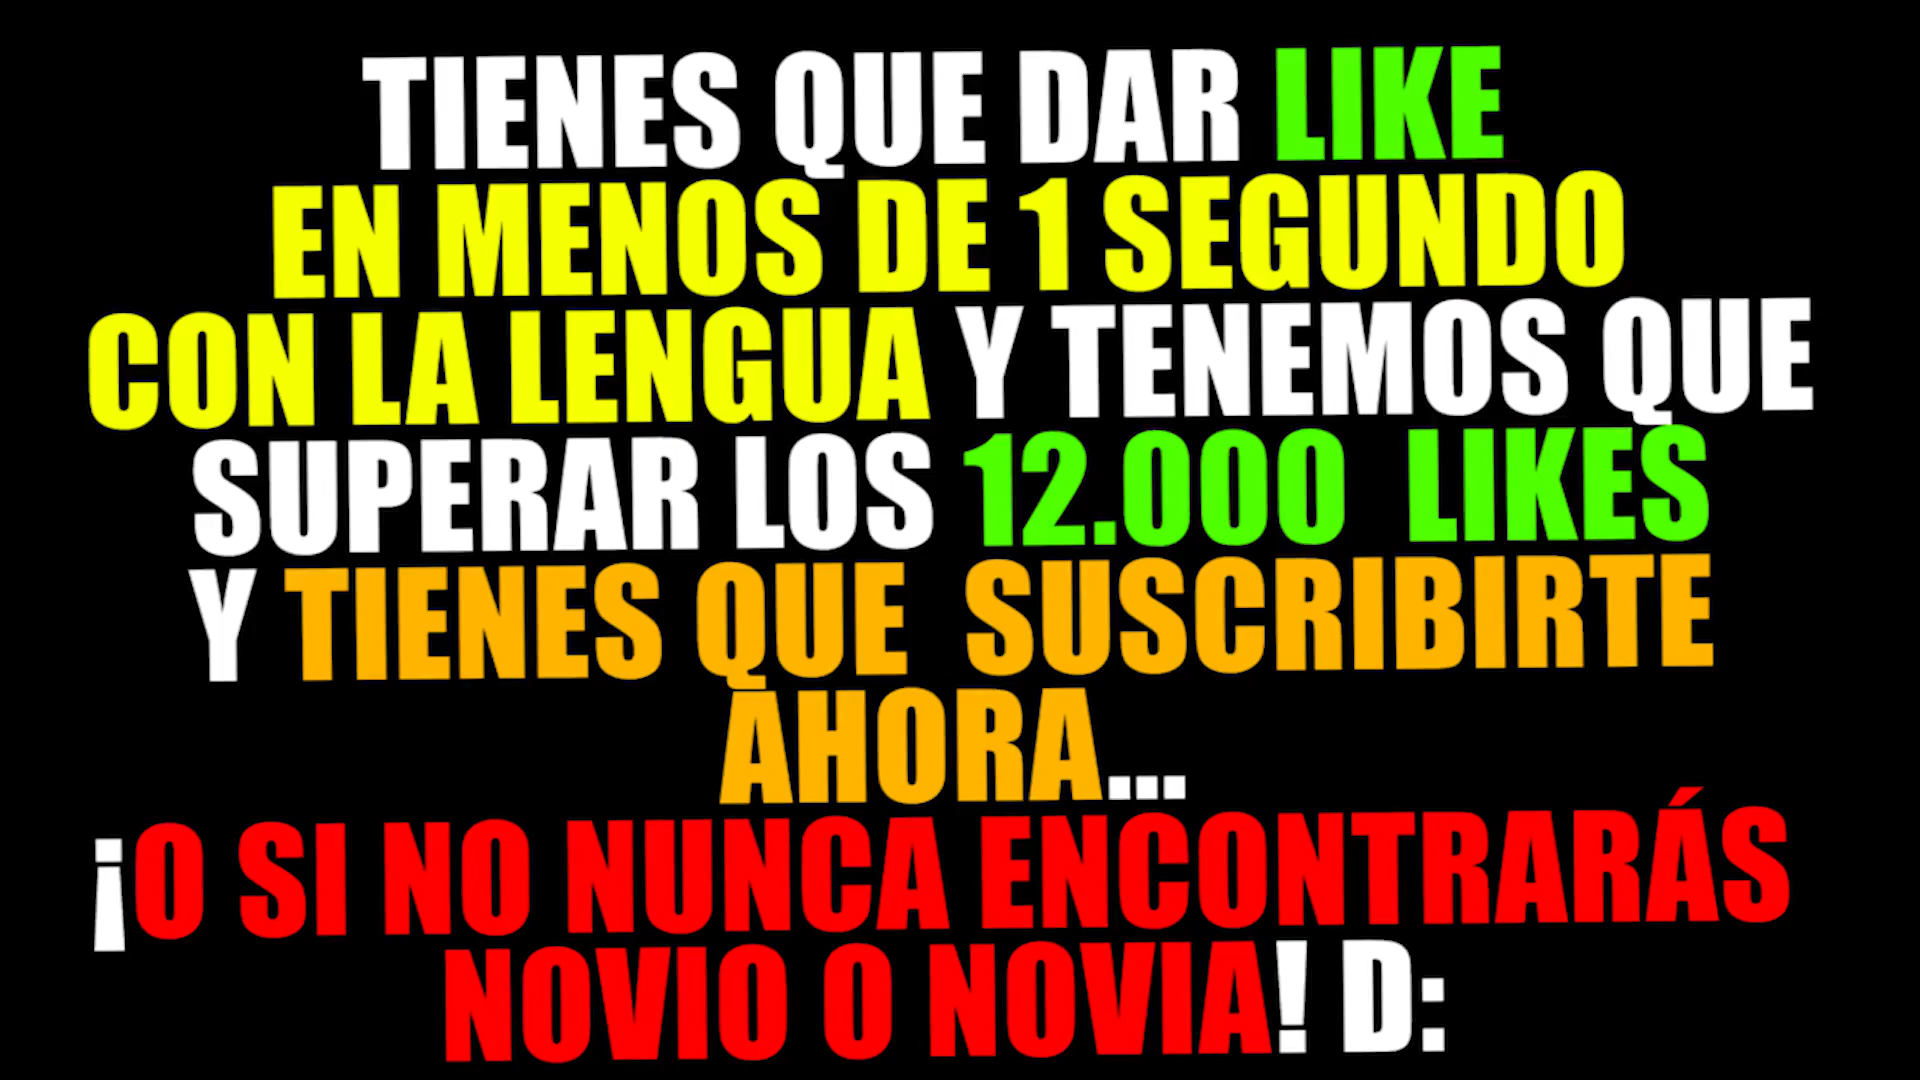 TIENES QUE DAR LIKE
EN MENOS DE 1 SEGUNDO
CON LA LENGUA Y TENEMOS QUE
SUPERAR LOS 12.000 LIKES
Y TIENES QUE SUSCRIBIRTE
AHORA...
¡O SI NO NUNCA ENCONTRARÁS
NOVIO O NOVIA! D: